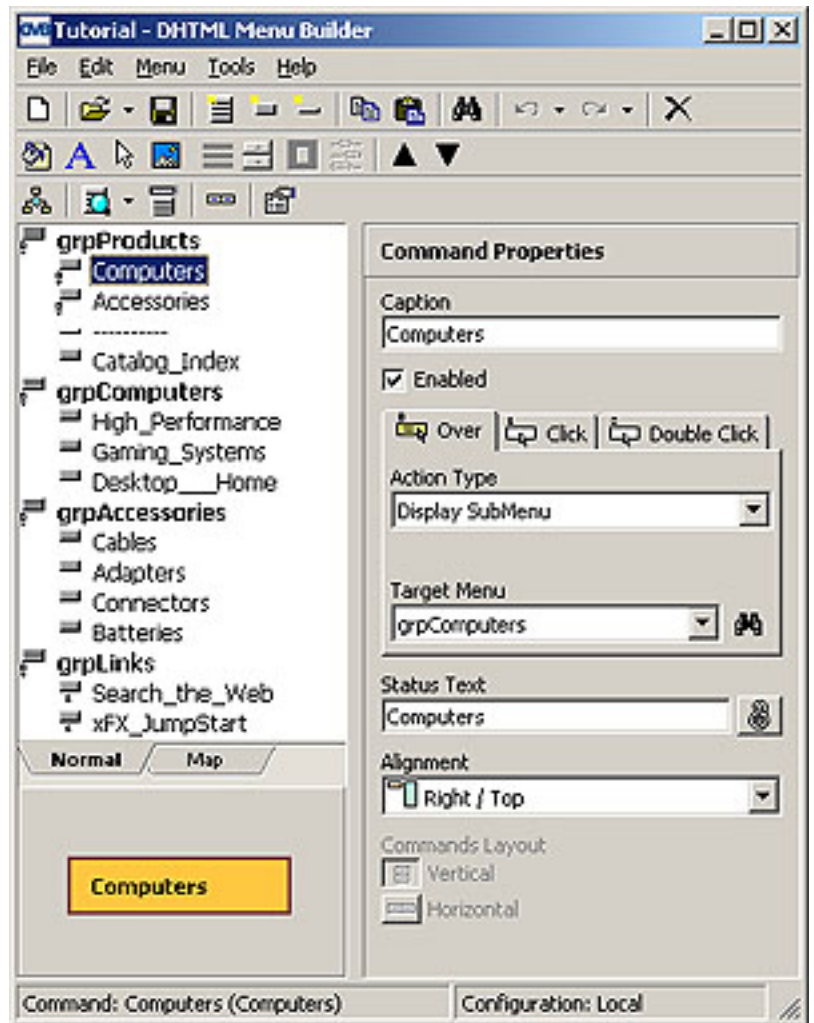 DMB Tutorial - DHTML Menu Builder
File Edit Menu Tools Help
grpProducts
Computers
Accessories
----------
Catalog_Index
grpComputers
High_Performance
Gaming_Systems
Desktop___Home
grpAccessories
Cables
Adapters
Connectors
Batteries
grpLinks
Search_the_Web
xFX_JumpStart
Normal Map
Computers
Command Properties
Caption
Computers
Enabled
Over Click Double Click
Action Type
Display SubMenu
Target Menu
grpComputers
Status Text
Computers
Alignment
Right / Top
Commands Layout
Vertical
Horizontal
Command: Computers (Computers) Configuration: Local